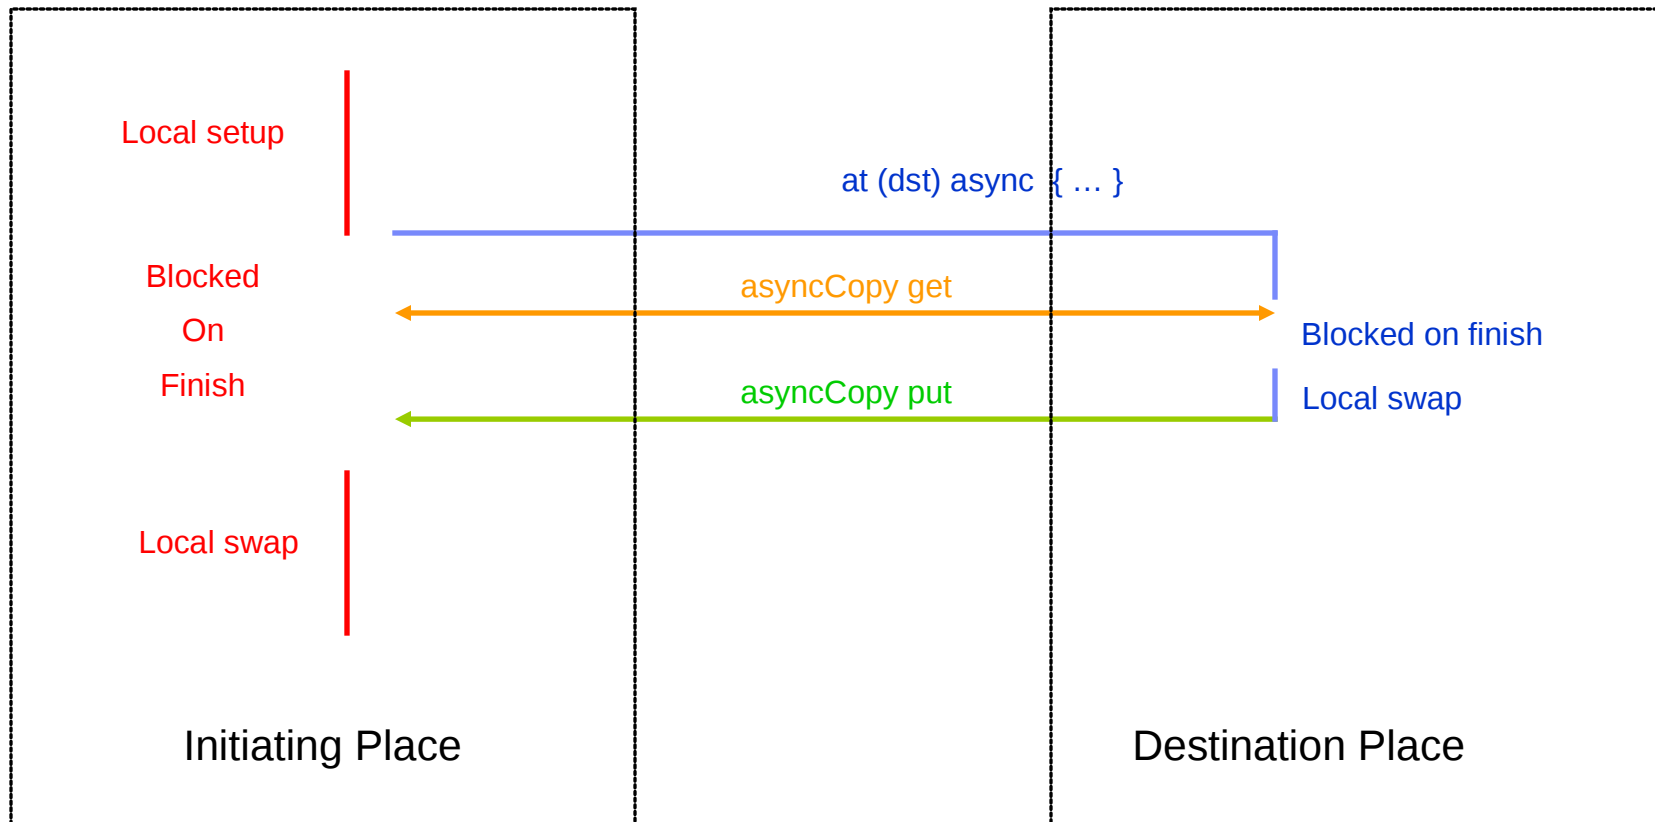 Local setup
at (dst) async { … }
Blocked
On
Finish
asyncCopy get
Blocked on finish
asyncCopy put
Local swap
Local swap
Initiating Place
Destination Place